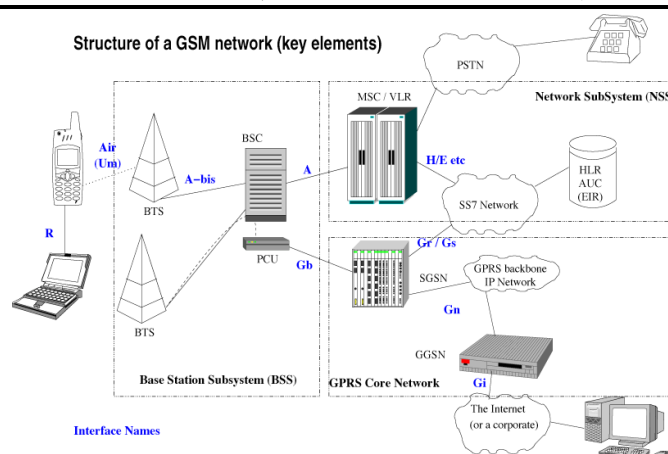 Structure of a GSM network (key elements)
PSTN
Network SubSystem (NSS
MSC / VLR
BSC
Air
(Um)
A-bis
A
H/E etc
HLR
AUC
(EIR)
BTS
SS7 Network
R
PCU
Gb
Gr / Gs
SGSN
GPRS backbone
IP Network
Gn
BTS
GGSN
Base Station Subsystem (BSS)
GPRS Core Network
Gi
The Internet
(or a corporate)
Interface Names